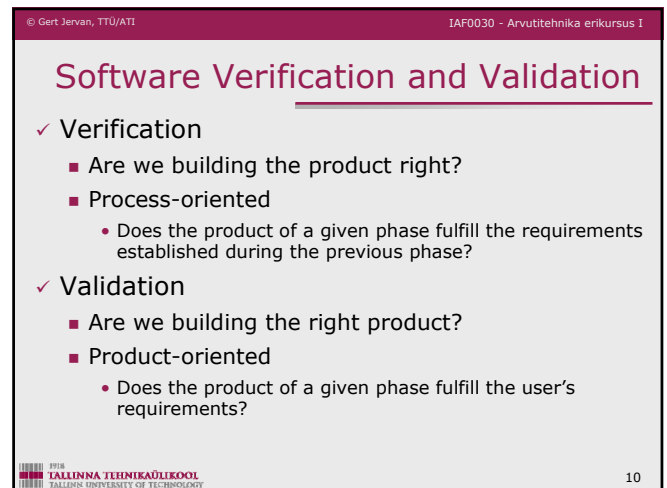 © Gert Jervan, TTÜ/ATI
IAF0030 - Arvutitehnika erikursus I
Software Verification and Validation
✓ Verification
■ Are we building the product right?
■ Process-oriented
• Does the product of a given phase fulfill the requirements
established during the previous phase?
✓ Validation
■ Are we building the right product?
■ Product-oriented
• Does the product of a given phase fulfill the user’s
requirements?
1918
TALLINNA TEHNIKAÜLIKOOL
TALLINN UNIVERSITY OF TECHNOLOGY
10